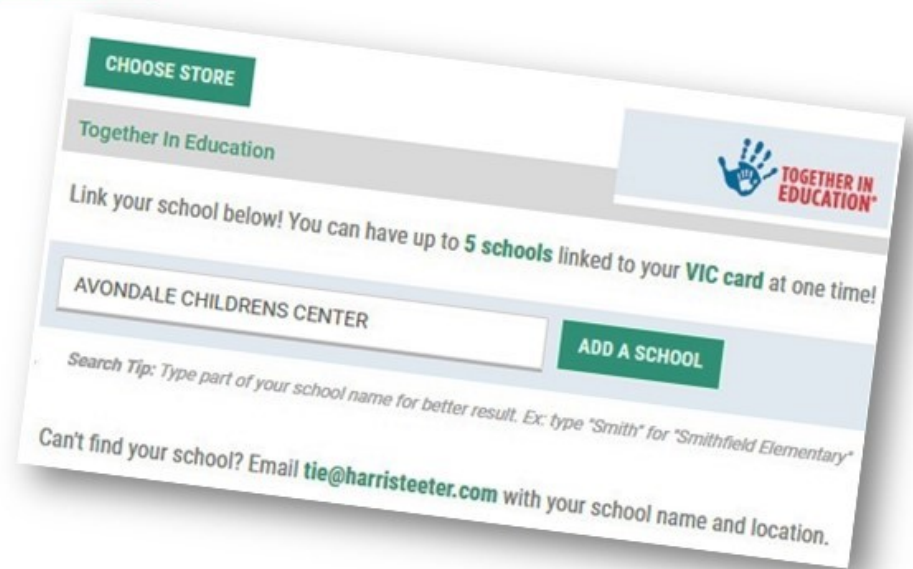 CHOOSE STORE
Together In Education
TOGETHER IN
EDUCATION®
Link your school below! You can have up to 5 schools linked to your VIC card at one time!
AVONDALE CHILDRENS CENTER
ADD A SCHOOL
Search Tip: Type part of your school name for better result. Ex: type "Smith" for "Smithfield Elementary"
Can't find your school? Email tie@harristeeter.com with your school name and location.